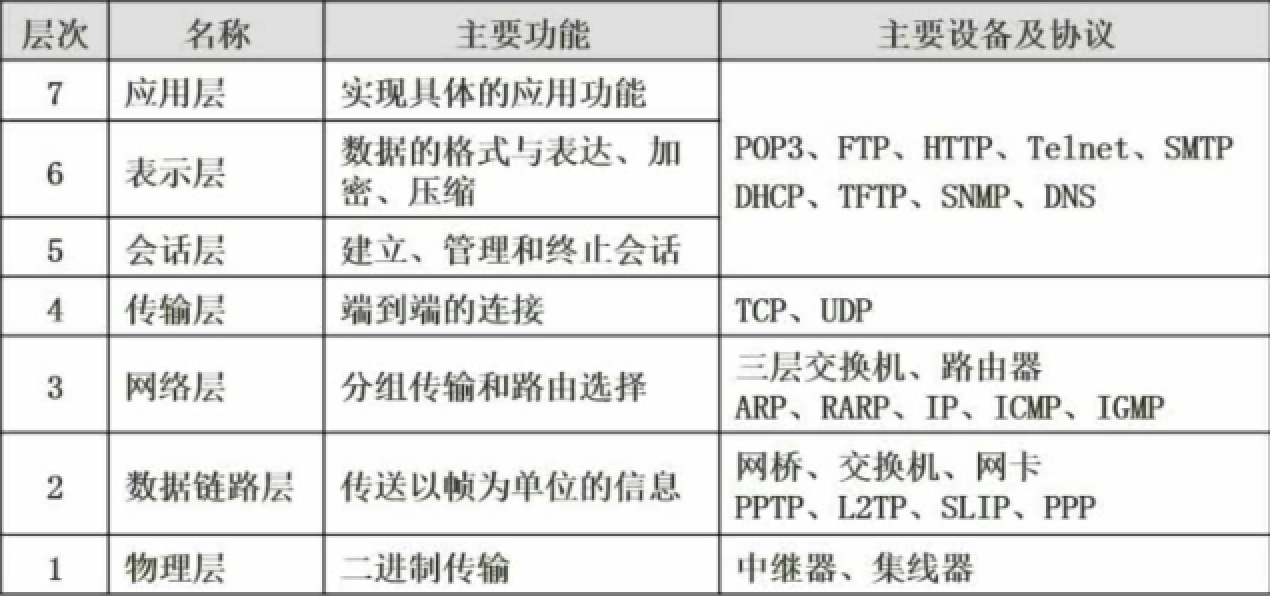 层次 名称 主要功能 主要设备及协议
7 应用层 实现具体的应用功能
6 表示层 数据的格式与表达、加
密、压缩
POP3、FTP、HTTP、Telnet、SMTP
DHCP、TFTP、SNMP、DNS
5 会话层 建立、管理和终止会话
4 传输层 端到端的连接 TCP、UDP
3 网络层 分组传输和路由选择 三层交换机、路由器
ARP、RARP、IP、ICMP、IGMP
2 数据链路层 传送以帧为单位的信息 网桥、交换机、网卡
PPTP、L2TP、SLIP、PPP
1 物理层 二进制传输 中继器、集线器